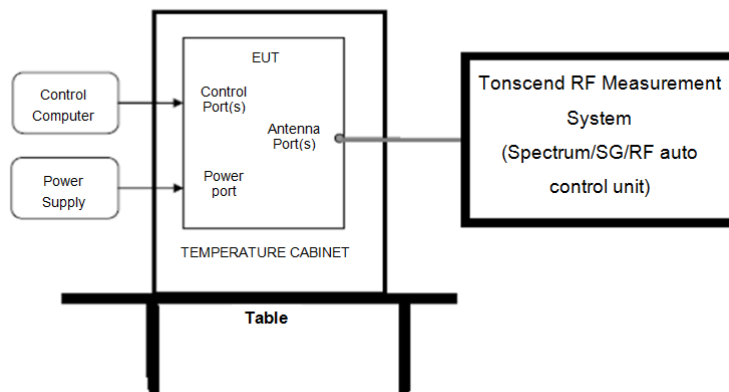 Control
Computer
Power
Supply
EUT
Control
Port(s)
Antenna
Port(s)
Power
port
TEMPERATURE CABINET
Table
Tonscend RF Measurement
System
(Spectrum/SG/RF auto
control unit)